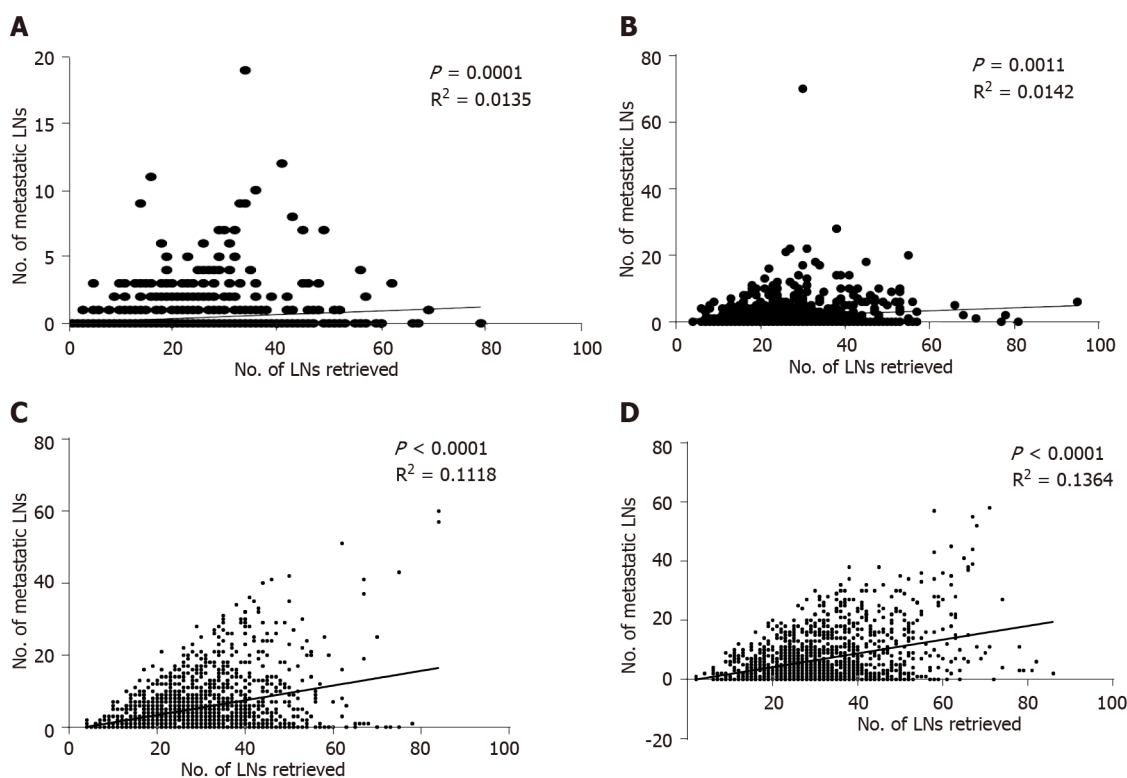 A
20
15
10
5
0
No. of metastatic LNs
P = 0.0001
R² = 0.0135
0 20 40 60 80 100
No. of LNs retrieved
B
80
60
40
20
0
No. of metastatic LNs
P = 0.0011
R² = 0.0142
0 20 40 60 80 100
No. of LNs retrieved
C
80
60
40
20
0
No. of metastatic LNs
P < 0.0001
R² = 0.1118
0 20 40 60 80 100
No. of LNs retrieved
D
80
60
40
20
0
-20
No. of metastatic LNs
P < 0.0001
R² = 0.1364
20 40 60 80 100
No. of LNs retrieved